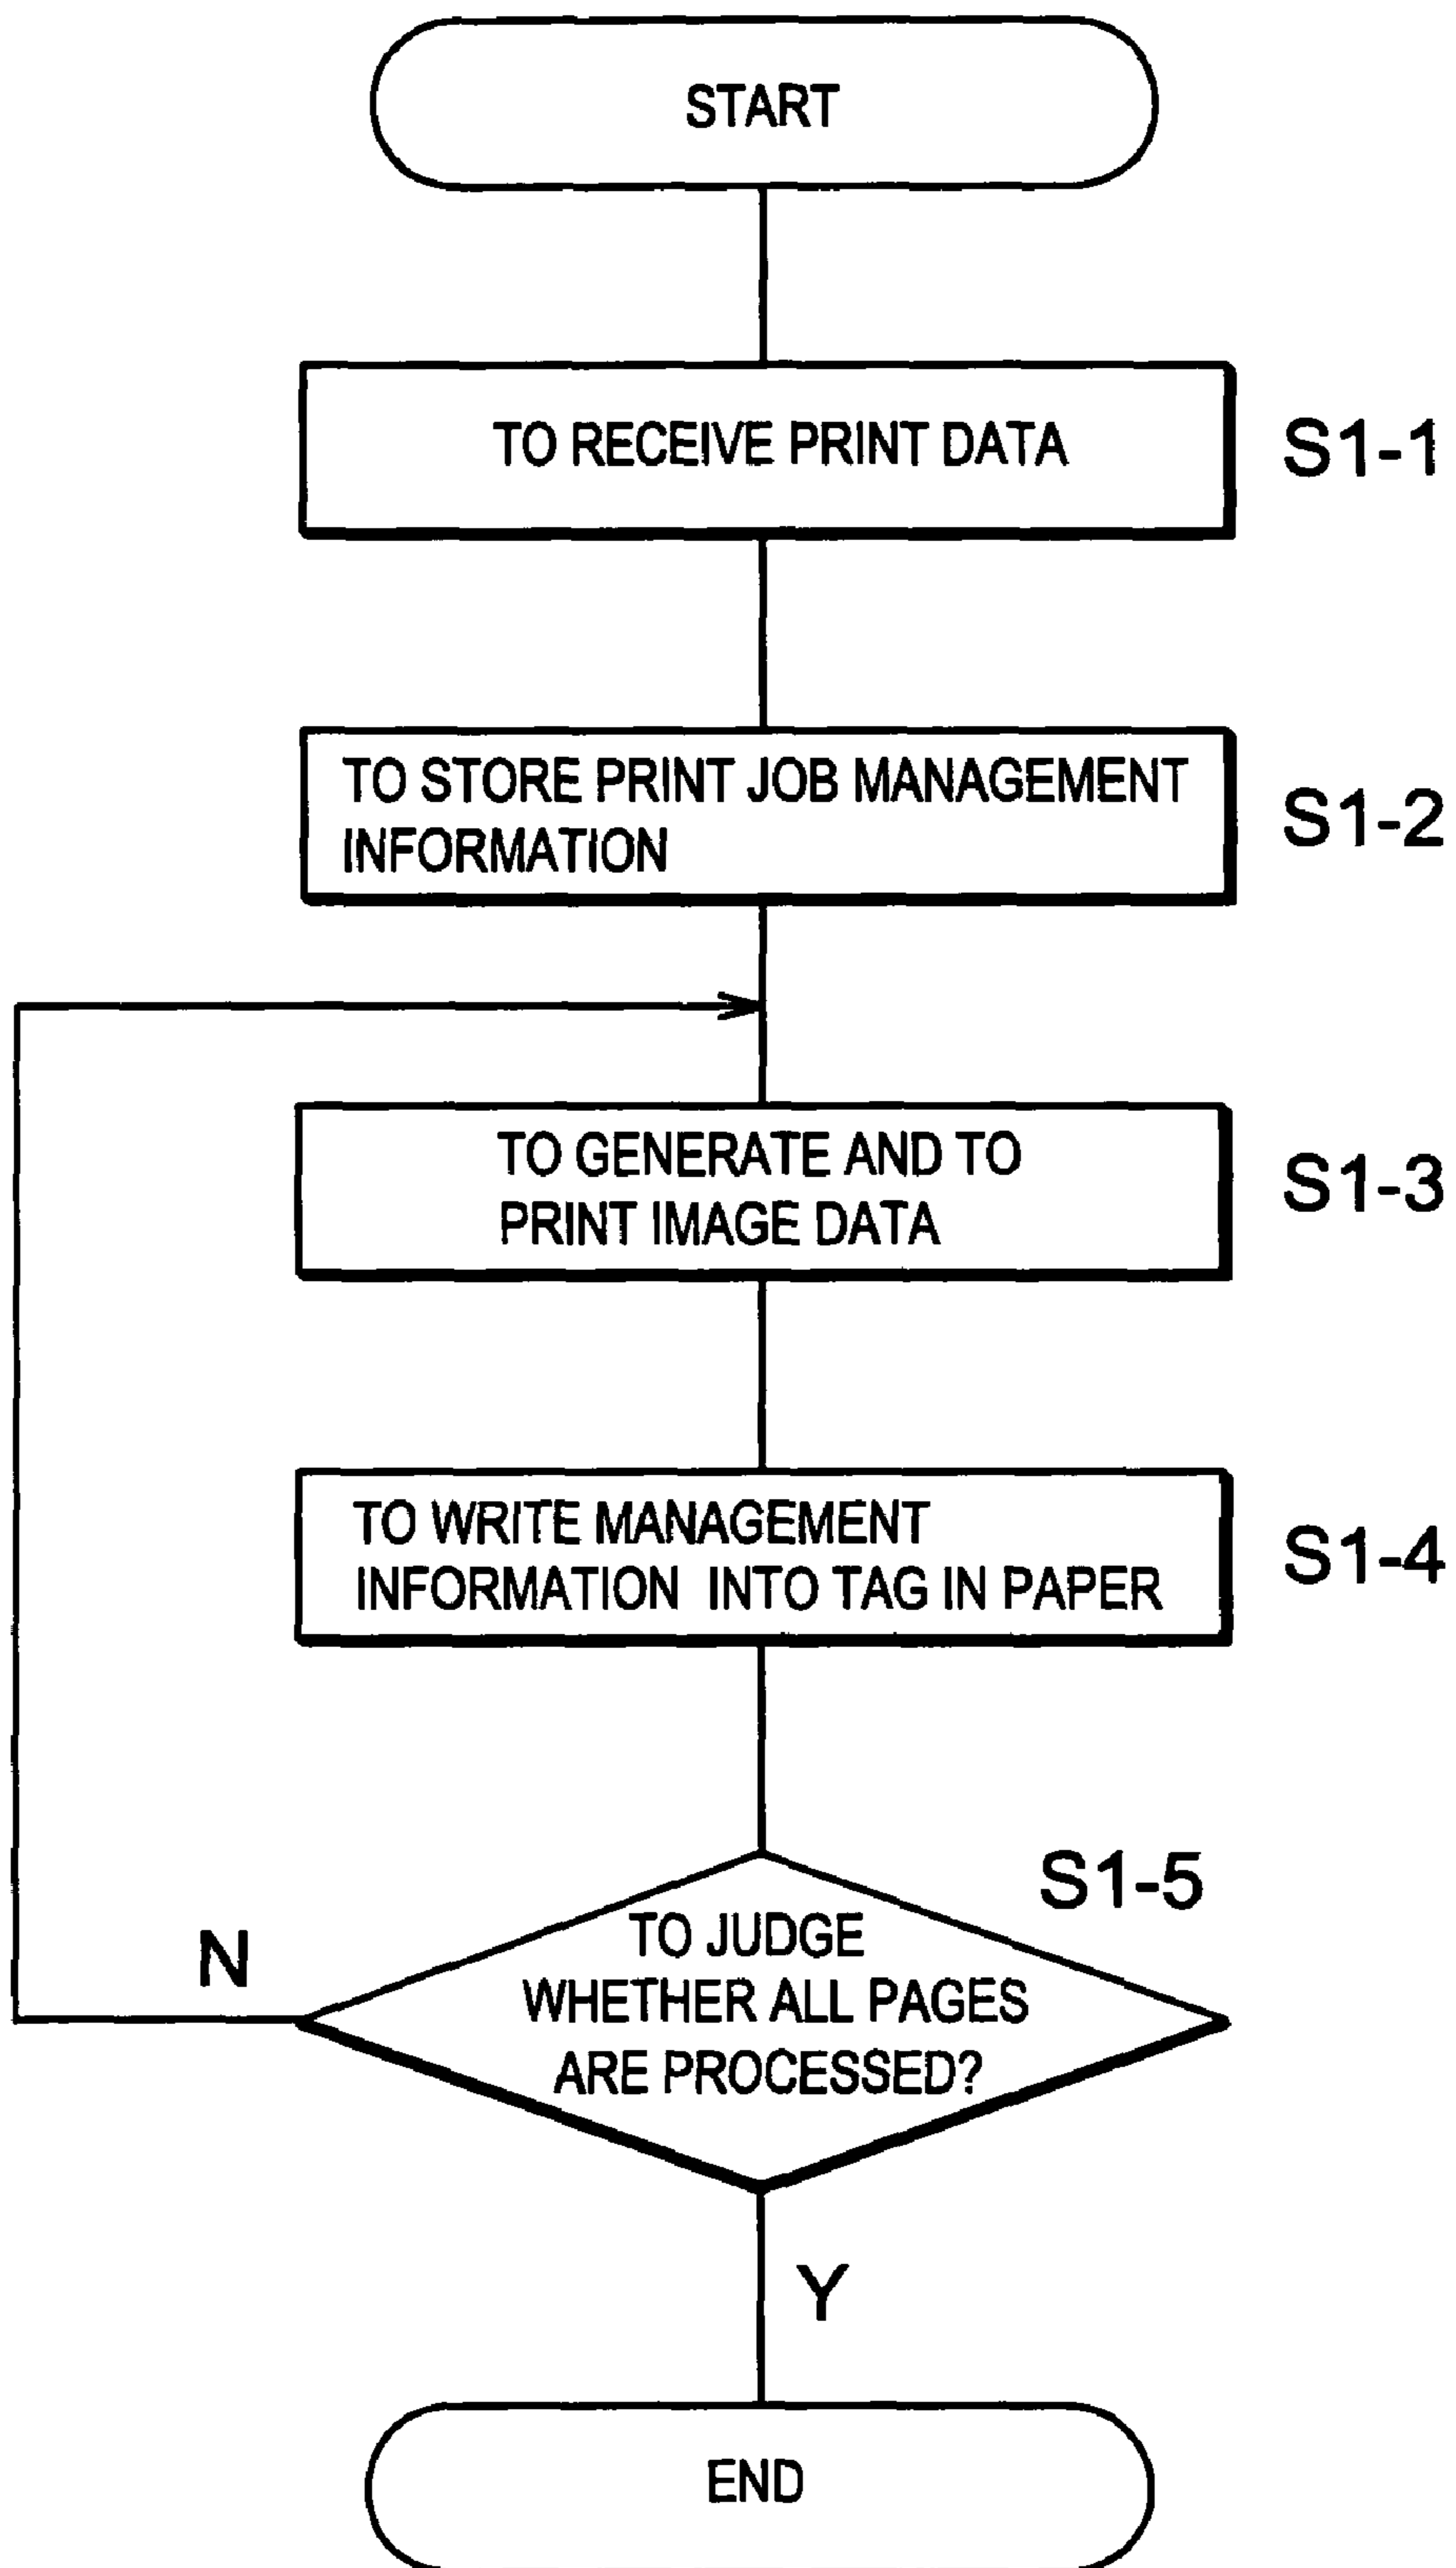 START
TO RECEIVE PRINT DATA
S1-1
TO STORE PRINT JOB MANAGEMENT
INFORMATION
S1-2
TO GENERATE AND TO
PRINT IMAGE DATA
S1-3
TO WRITE MANAGEMENT
INFORMATION INTO TAG IN PAPER
S1-4
S1-5
TO JUDGE
WHETHER ALL PAGES
ARE PROCESSED?
N
Y
END